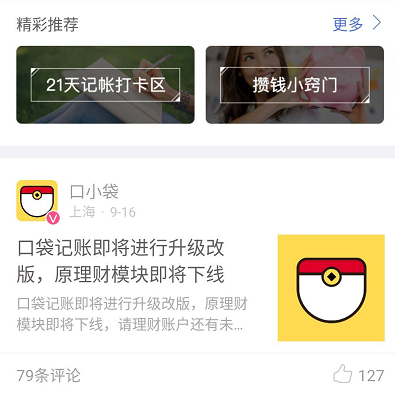 精彩推荐
更多
21天记帐打卡区
攒钱小窍门
口小袋
上海 · 9-16
口袋记账即将进行升级改
版，原理财模块即将下线
口袋记账即将进行升级改版，原理财
模块即将下线，请理财账户还有未...
79条评论
127